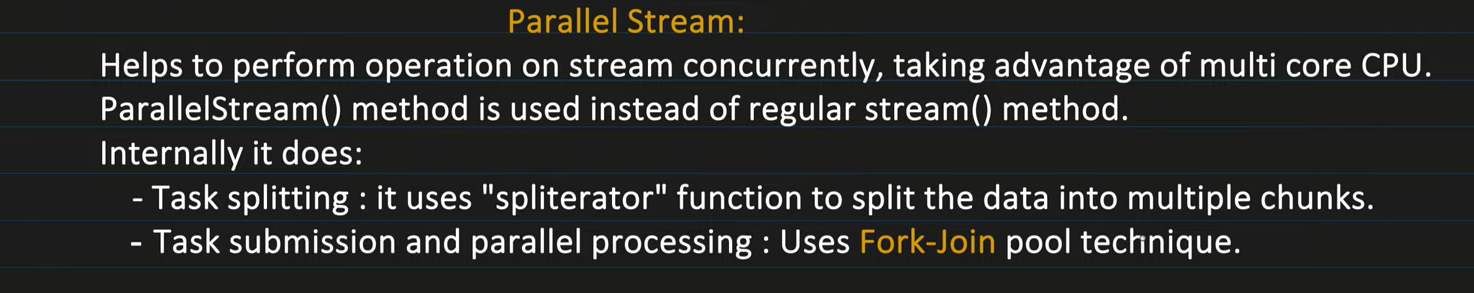 Parallel Stream:
Helps to perform operation on stream concurrently, taking advantage of multi core CPU.
ParallelStream() method is used instead of regular stream() method.
Internally it does:
- Task splitting : it uses "spliterator" function to split the data into multiple chunks.
- Task submission and parallel processing : Uses Fork-Join pool technique.